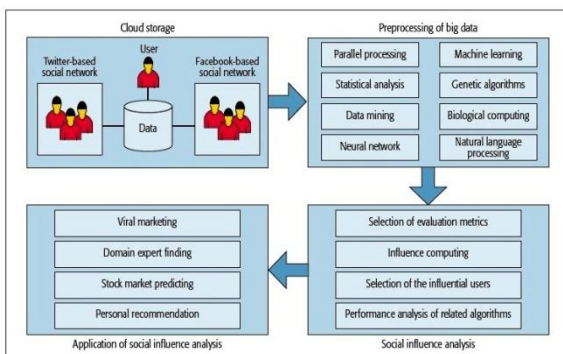 Cloud storage
Twitter-based
social network
User
Facebook-based
social network
Data
Preprocessing of big data
Parallel processing
Machine learning
Statistical analysis
Genetic algorithms
Data mining
Biological computing
Neural network
Natural language
processing
Viral marketing
Domain expert finding
Stock market predicting
Personal recommendation
Application of social influence analysis
Selection of evaluation metrics
Influence computing
Selection of the influential users
Performance analysis of related algorithms
Social influence analysis